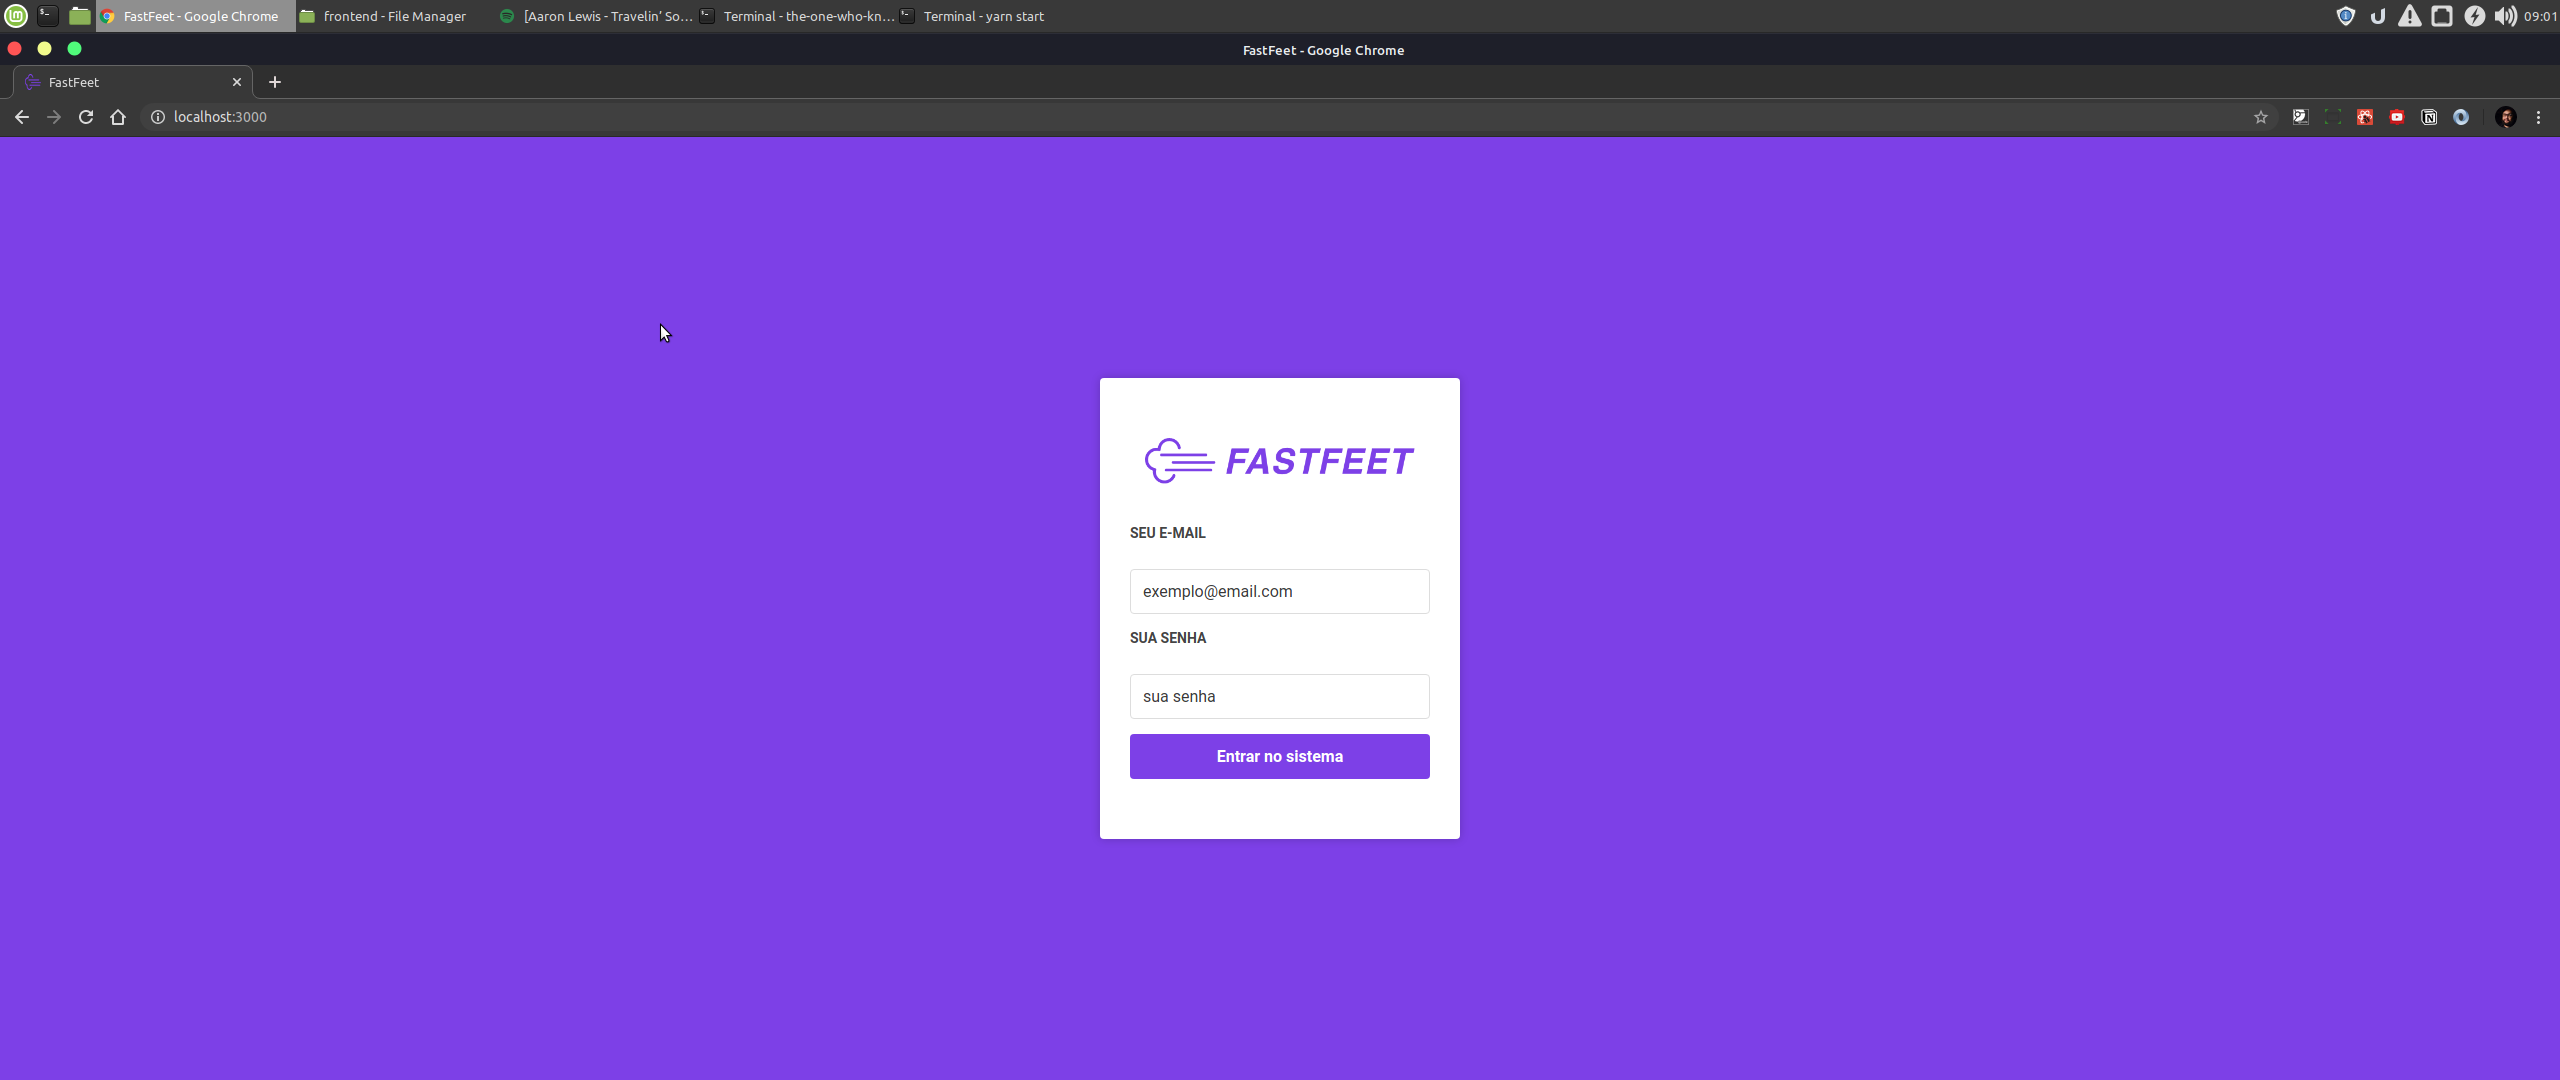 FastFeet - Google Chrome
frontend - File Manager
[Aaron Lewis - Travelin’ So...
Terminal - the-one-who-kn...
Terminal - yarn start
09:01
FastFeet - Google Chrome
FastFeet
localhost:3000
FASTFEET
SEU E-MAIL
exemplo@email.com
SUA SENHA
sua senha
Entrar no sistema